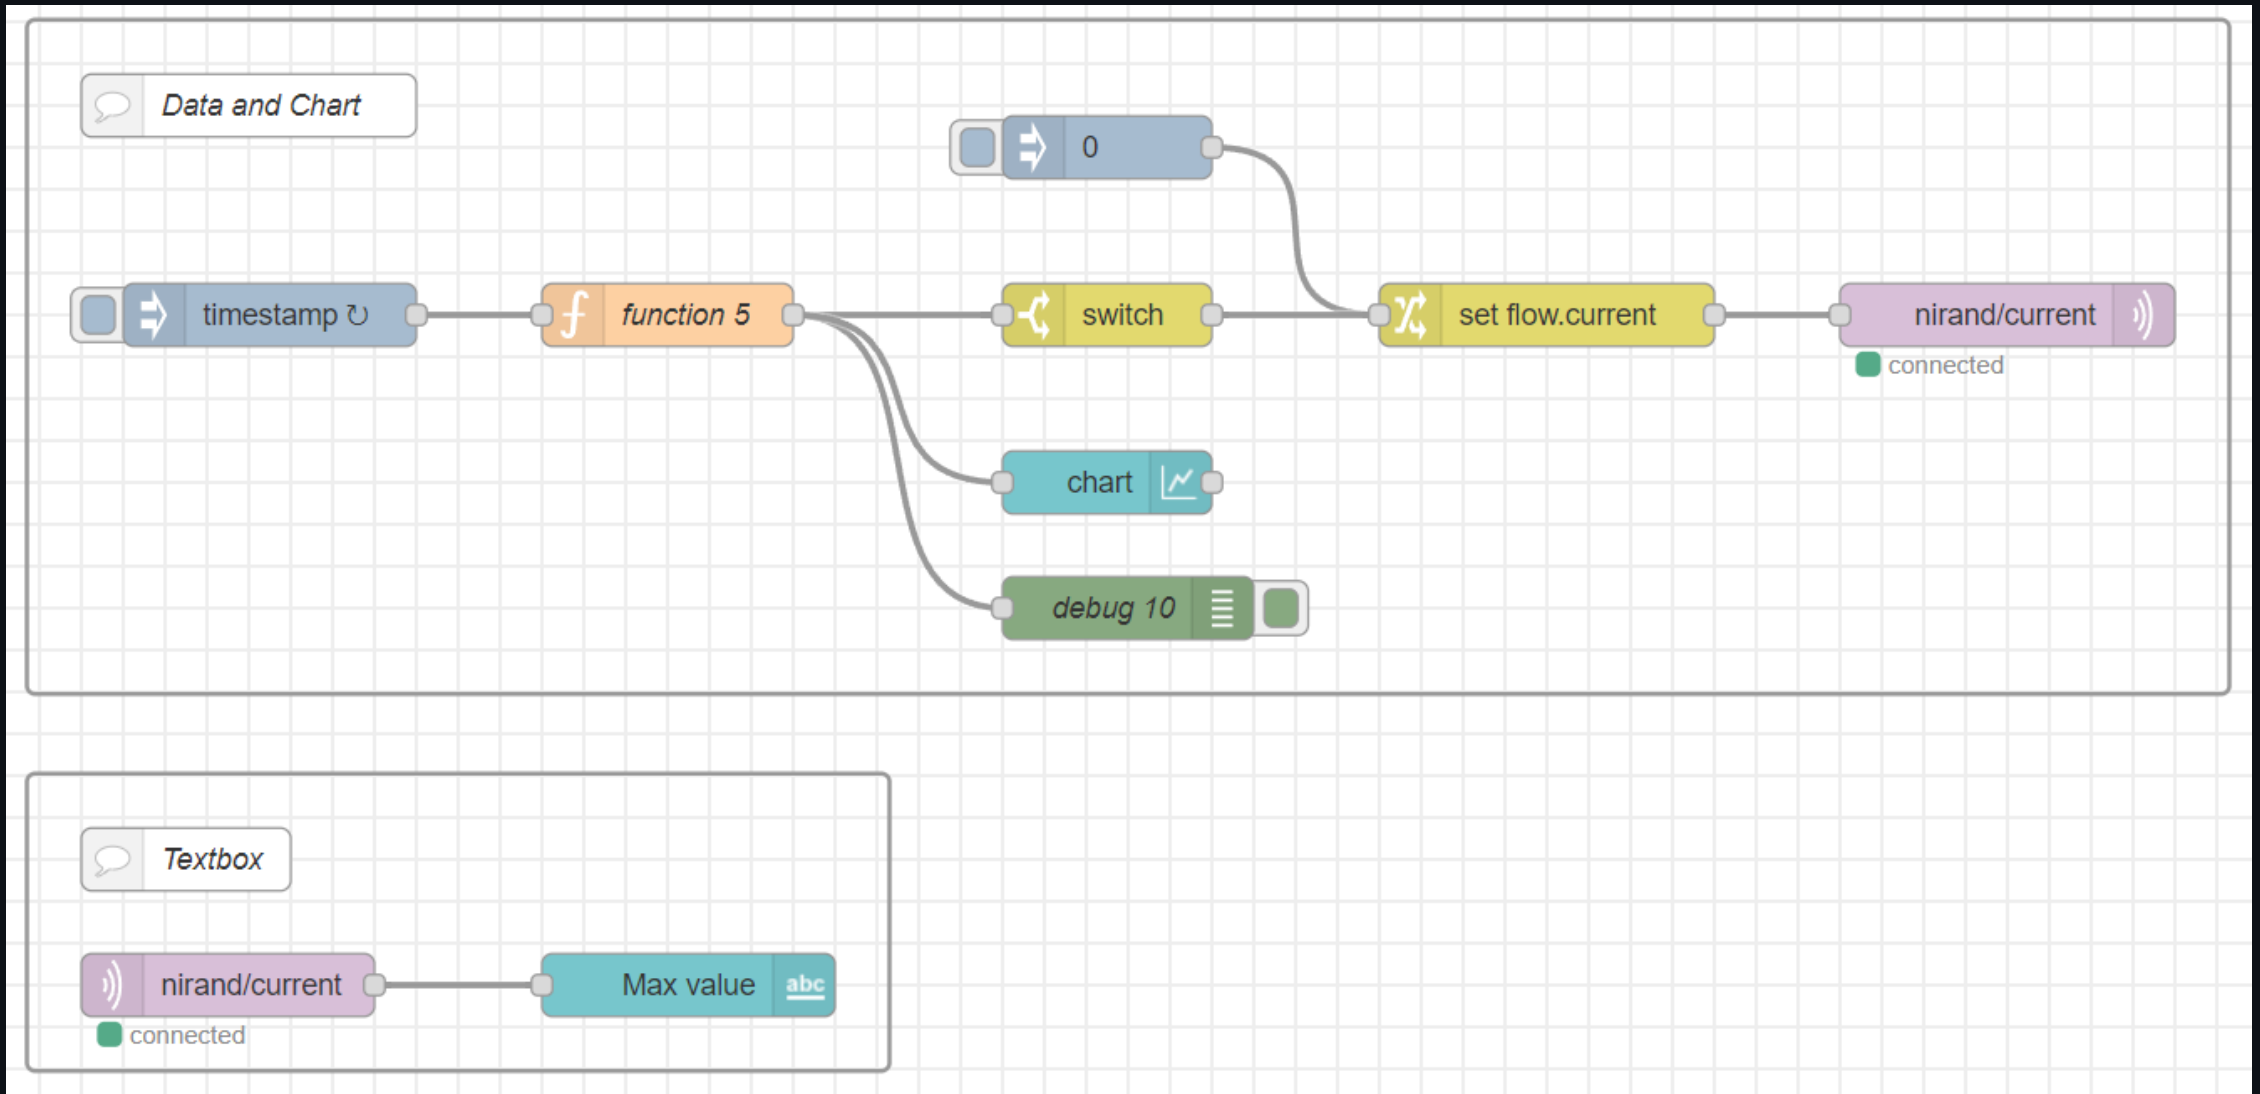 Data and Chart
0
timestamp ↻
function 5
switch
set flow.current
nirand/current
connected
chart
debug 10
Textbox
nirand/current
Max value
abc
connected